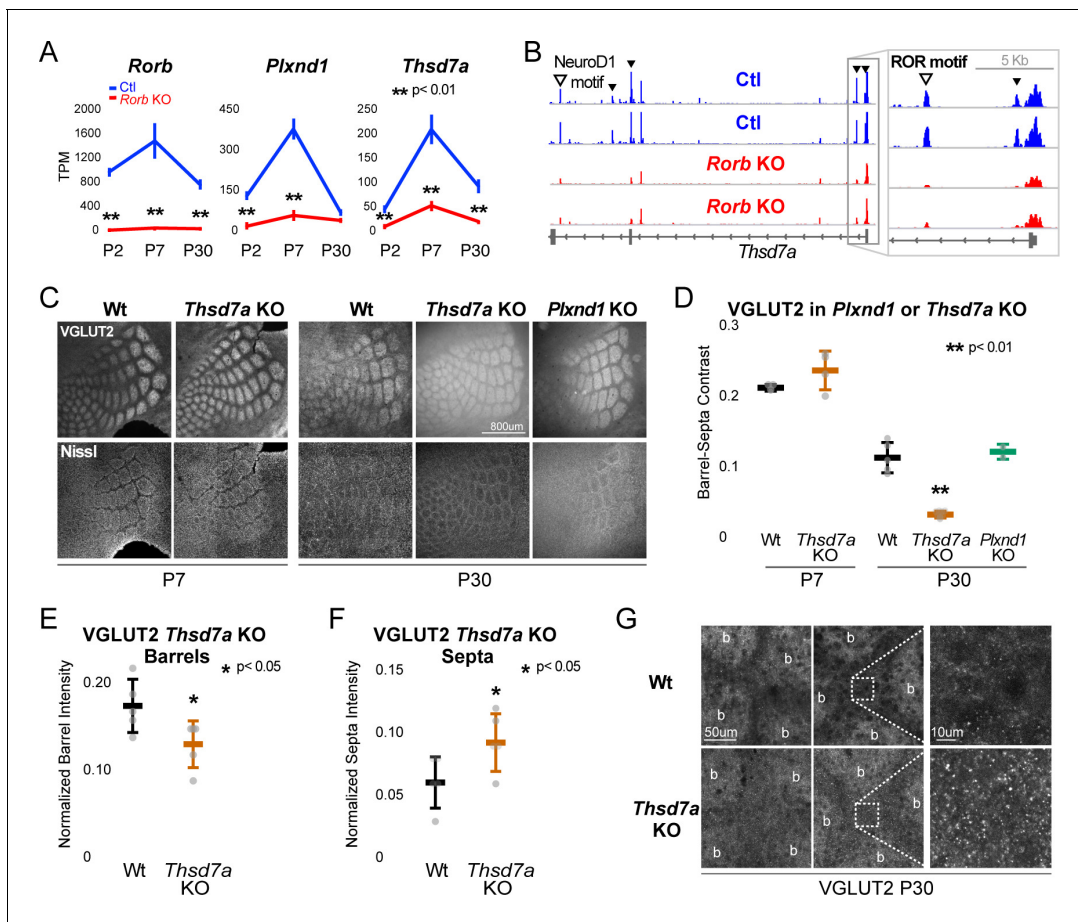 A
Rorb
Plxnd1
Thsd7a
Ctl
Rorb KO
** p< 0.01
TPM
2000
1600
1200
800
400
0
450
300
150
0
250
200
150
100
50
0
** ** **
** **
** ** **
P2 P7 P30
P2 P7 P30
P2 P7 P30
B
NeuroD1
motif
Ctl
Ctl
Rorb KO
Rorb KO
Thsd7a
ROR motif
5 Kb
C
Wt
Thsd7a KO
Wt
Thsd7a KO
Plxnd1 KO
VGLUT2
800um
Nissl
P7
P30
D
VGLUT2 in Plxnd1 or Thsd7a KO
** p< 0.01
Barrel-Septa Contrast
0.3
0.2
0.1
0
**
Wt
Thsd7a
KO
Wt
Thsd7a
KO
Plxnd1
KO
P7
P30
E
VGLUT2 Thsd7a KO
Barrels
* p< 0.05
Normalized Barrel Intensity
0.20
0.10
0
*
Wt
Thsd7a
KO
F
VGLUT2 Thsd7a KO
Septa
* p< 0.05
Normalized Septa Intensity
0.15
0.10
0.05
0
*
Wt
Thsd7a
KO
G
Wt
b b b b b
50um
b b b b
10um
Thsd7a
KO
b b b b
b b b
VGLUT2 P30